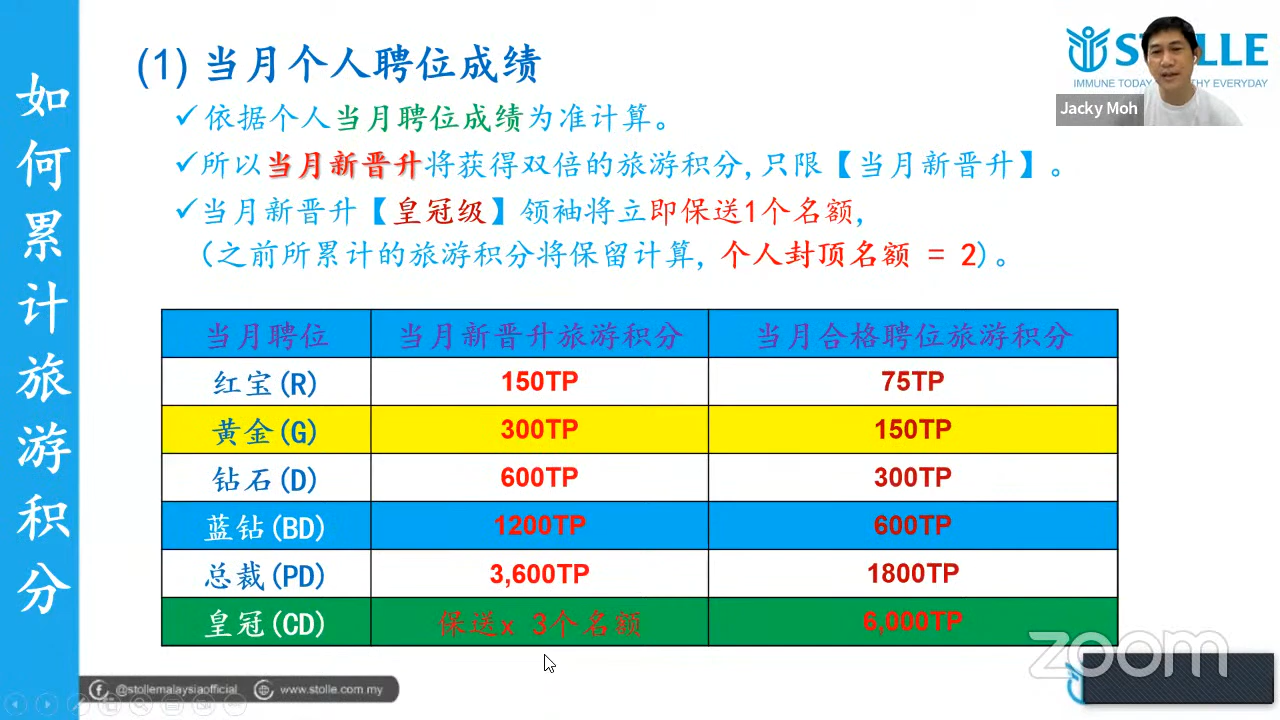 如何累计旅游积分
(1) 当月个人聘位成绩
✓依据个人当月聘位成绩为准计算。
✓所以当月新晋升将获得双倍的旅游积分,只限【当月新晋升】。
✓当月新晋升【皇冠级】领袖将立即保送1个名额,
(之前所累计的旅游积分将保留计算, 个人封顶名额 = 2)。
STOLLE
IMMUNE TODAY
Y EVERYDAY
Jacky Moh
当月聘位 当月新晋升旅游积分 当月合格聘位旅游积分
红宝(R) 150TP 75TP
黄金(G) 300TP 150TP
钻石(D) 600TP 300TP
蓝钻(BD) 1200TP 600TP
总裁(PD) 3,600TP 1800TP
皇冠(CD) 保送x 3个名额 6,000TP
@stollemalaysiaofficial www.stolle.com.my
zoom